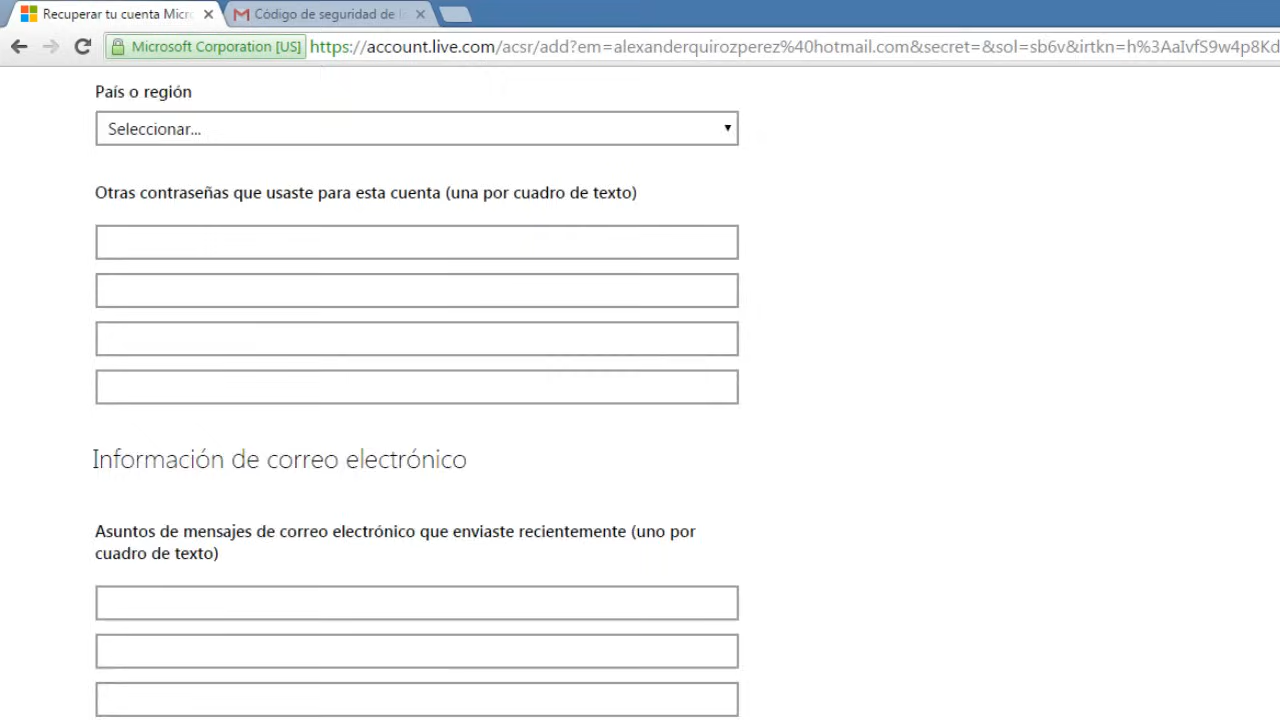 Recuperar tu cuenta Micro
Código de seguridad de l
Microsoft Corporation [US]
https://account.live.com/acsr/add?em=alexanderquirozperez%40hotmail.com&secret=&sol=sb6v&irtkn=h%3AaIvfS9w4p8Kd
País o región
Seleccionar...
Otras contraseñas que usaste para esta cuenta (una por cuadro de texto)
Información de correo electrónico
Asuntos de mensajes de correo electrónico que enviaste recientemente (uno por
cuadro de texto)